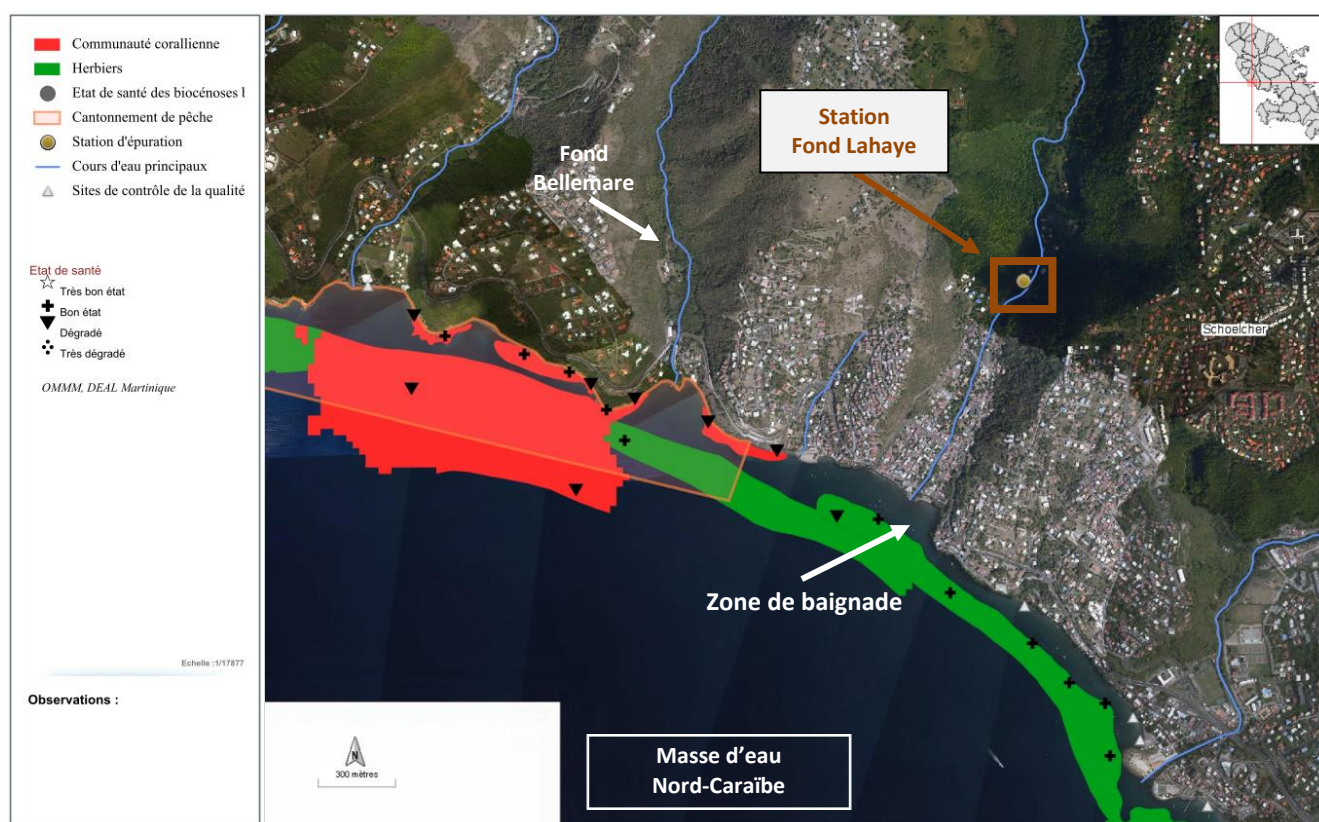 Communauté corallienne
Herbiers
Etat de santé des biocénoses l
Cantonnement de pêche
Station d'épuration
Cours d'eau principaux
Sites de contrôle de la qualité
Etat de santé
Très bon état
Bon état
Dégradé
Très dégradé
OMMM, DEAL Martinique
Echelle :1/17877
Observations :
Fond
Bellemare
Station
Fond Lahaye
Schoelcher
Zone de baignade
N
300 mètres
Masse d'eau
Nord-Caraïbe